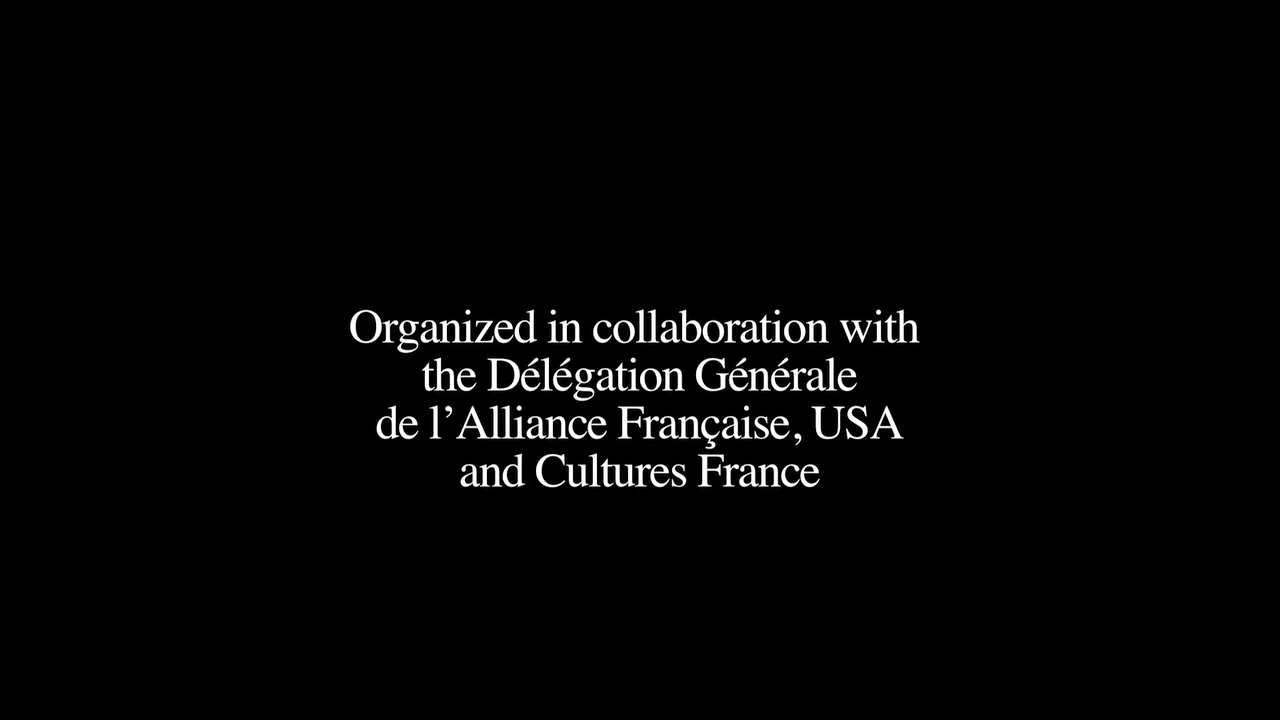 Organized in collaboration with
the Délégation Générale
de l’Alliance Française, USA
and Cultures France